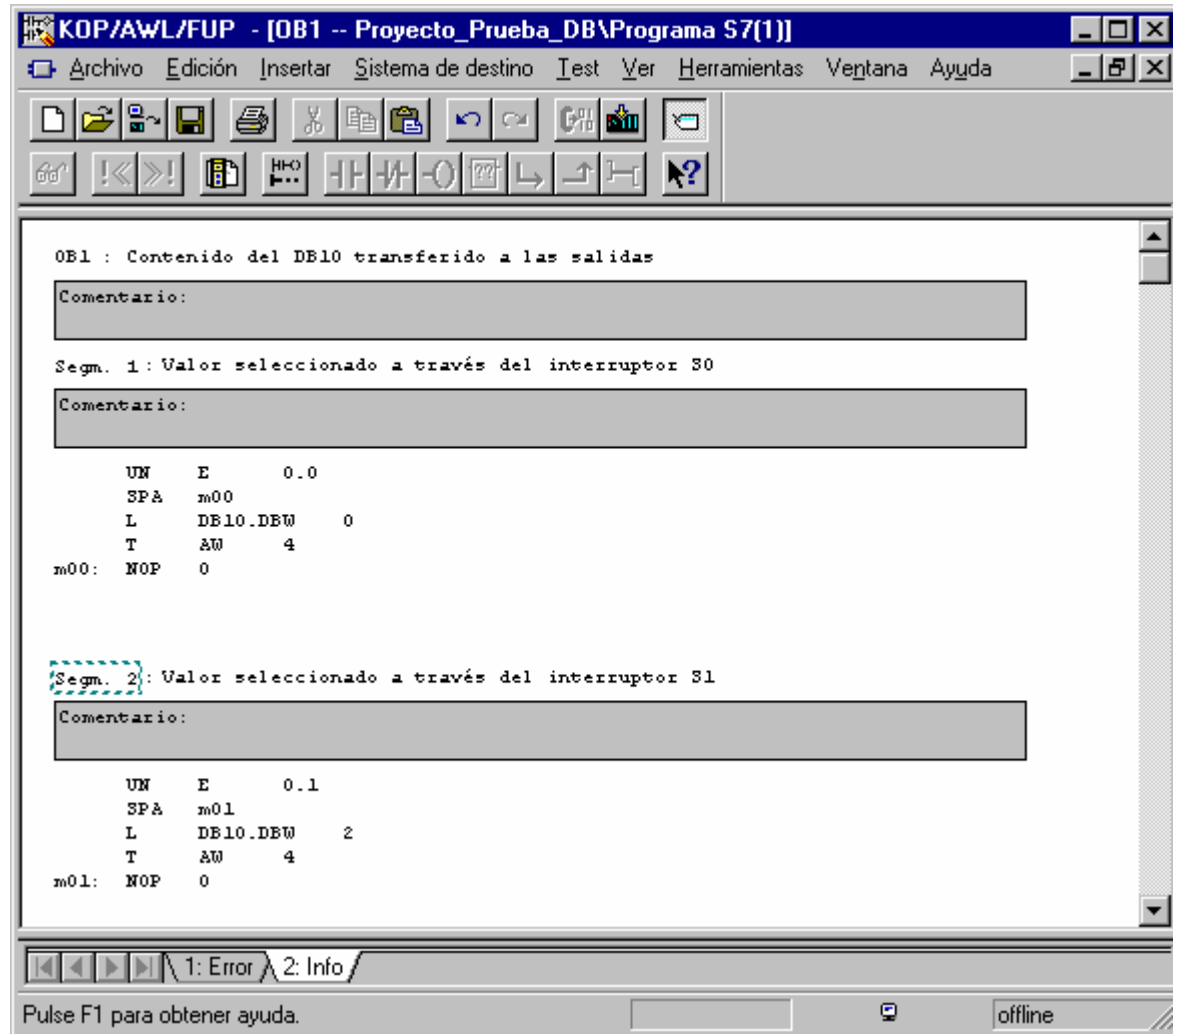 KOP/AWL/FUP - [OB1 -- Proyecto_Prueba_DB\Programa S7(1)]
Archivo Edición Insertar Sistema de destino Test Ver Herramientas Ventana Ayuda
OB1 : Contenido del DB10 transferido a las salidas
Comentario:
Segm. 1 : Valor seleccionado a través del interruptor S0
Comentario:
UN E 0.0
SPA m00
L DB10.DBW 0
T AW 4
m00: NOP 0
Segm. 2 : Valor seleccionado a través del interruptor S1
Comentario:
UN E 0.1
SPA m01
L DB10.DBW 2
T AW 4
m01: NOP 0
1: Error 2: Info
Pulse F1 para obtener ayuda. offline